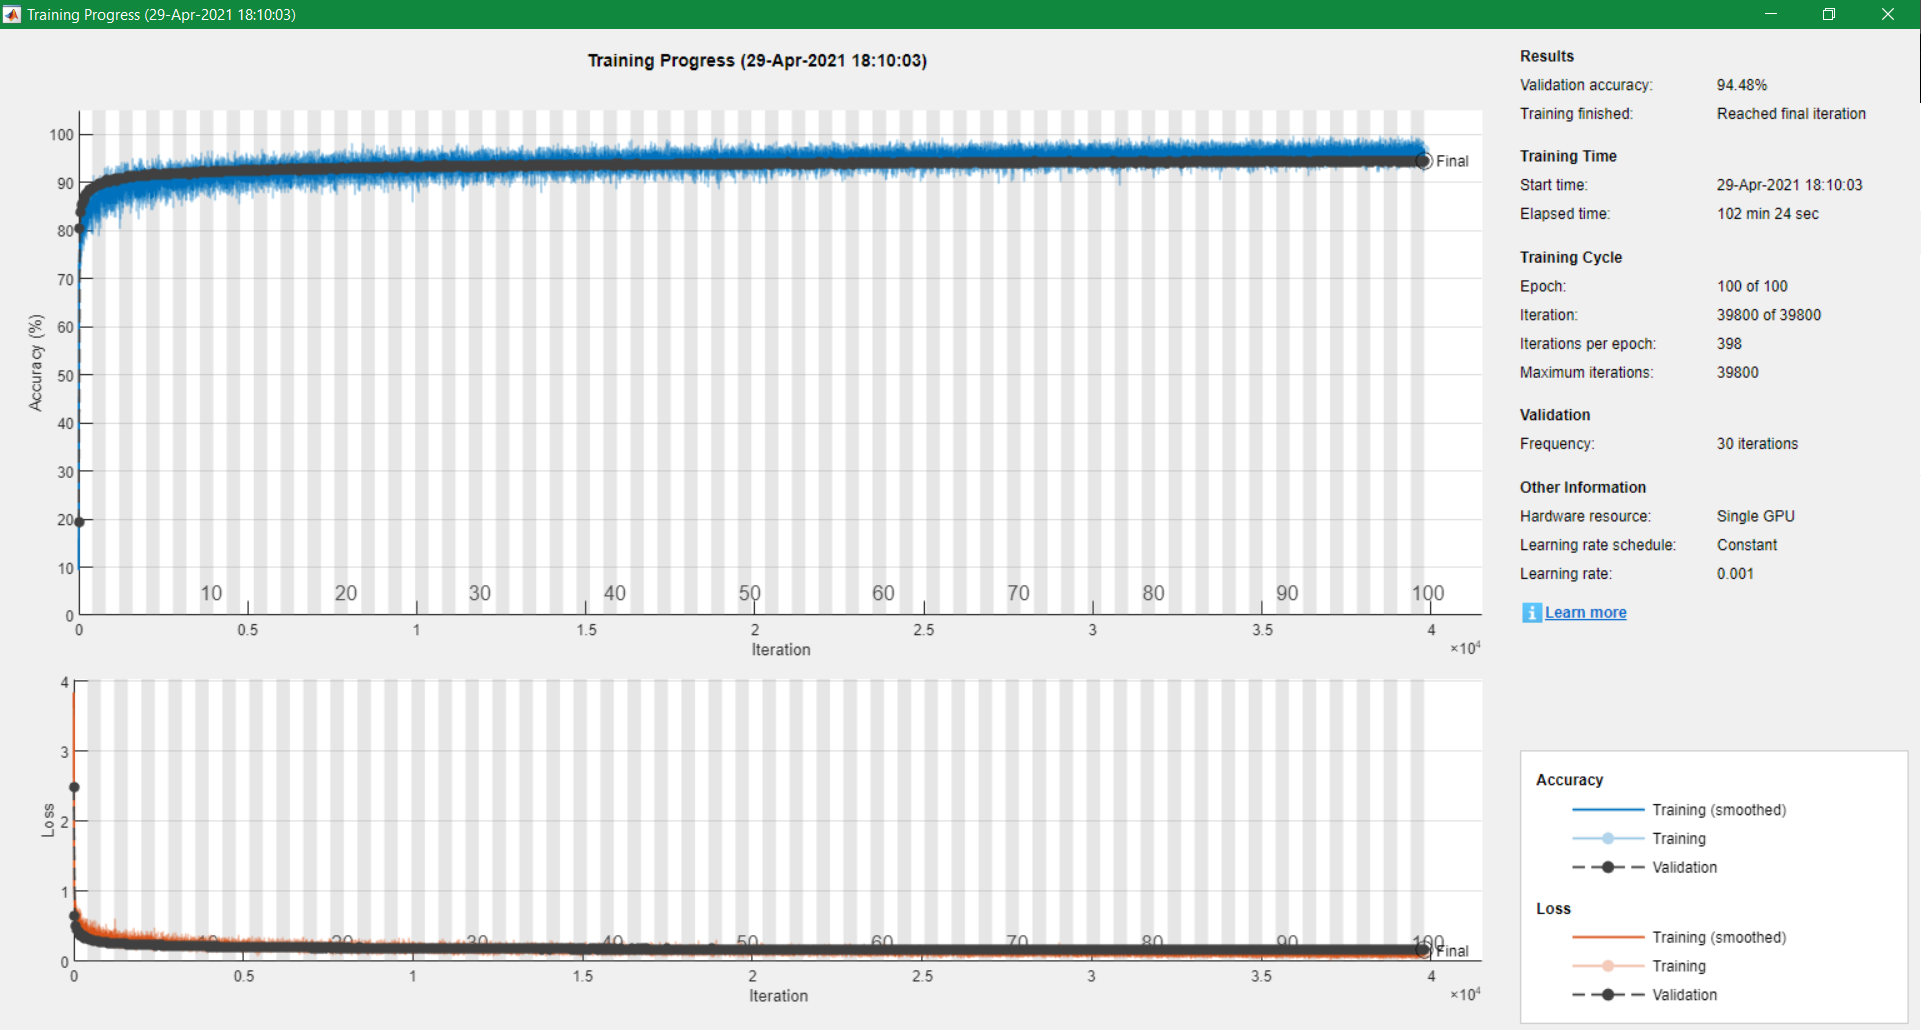 Training Progress (29-Apr-2021 18:10:03)
Training Progress (29-Apr-2021 18:10:03)
Accuracy (%)
100
90
80
70
60
50
40
30
20
10
0
10 20 30 40 50 60 70 80 90 100
0 0.5 1 1.5 2 2.5 3 3.5 4
Iteration
×10⁴
Final
Loss
4
3
2
1
0
10 20 30 40 50 60 70 80 90 100
Final
0 0.5 1 1.5 2 2.5 3 3.5 4
Iteration
×10⁴
Results
Validation accuracy: 94.48%
Training finished: Reached final iteration
Training Time
Start time: 29-Apr-2021 18:10:03
Elapsed time: 102 min 24 sec
Training Cycle
Epoch: 100 of 100
Iteration: 39800 of 39800
Iterations per epoch: 398
Maximum iterations: 39800
Validation
Frequency: 30 iterations
Other Information
Hardware resource: Single GPU
Learning rate schedule: Constant
Learning rate: 0.001
i Learn more
Accuracy
Training (smoothed)
Training
Validation
Loss
Training (smoothed)
Training
Validation